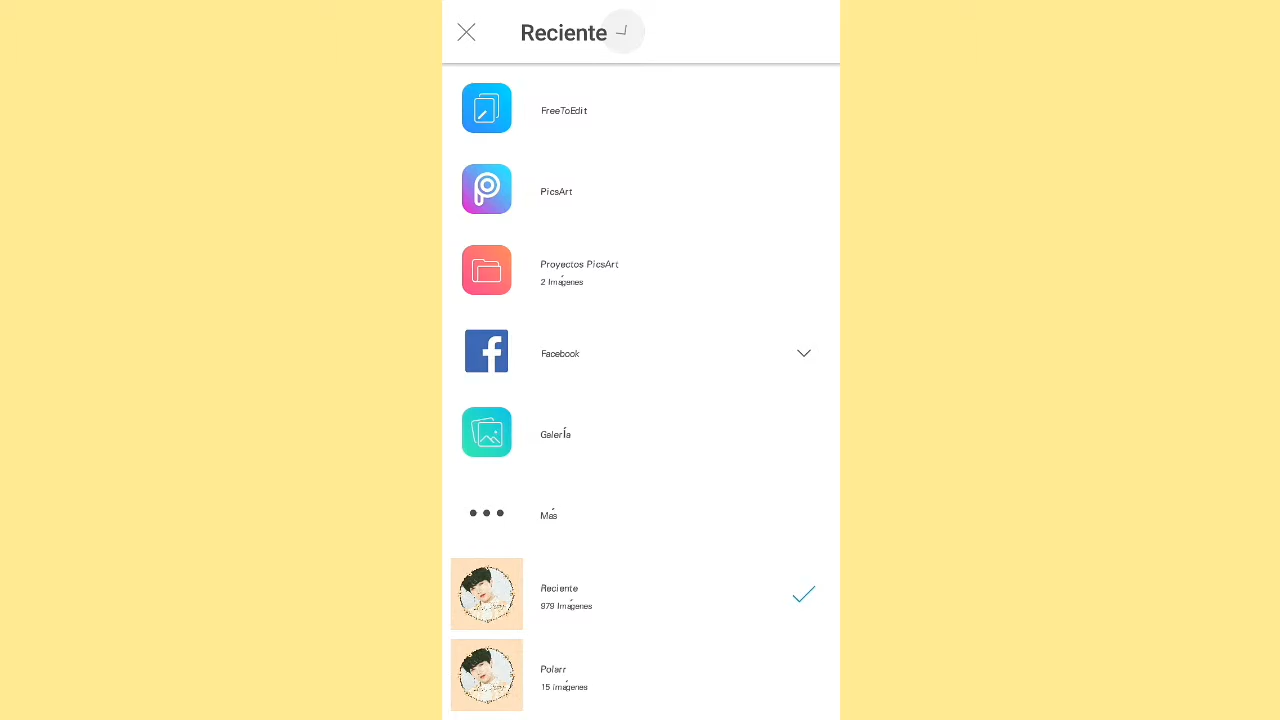 Reciente
FreeToEdit
PicsArt
Proyectos PicsArt
2 Imágenes
Facebook
Galería
Más
Reciente
979 Imágenes
Polarr
15 imágenes